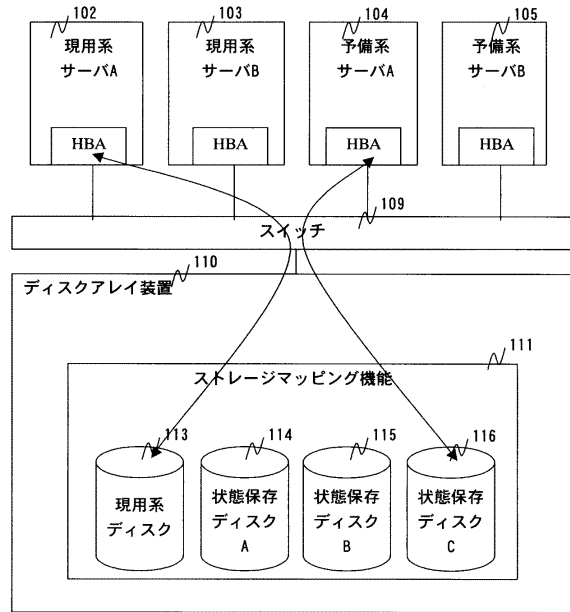 102
103
104
105
現用系
サーバA
現用系
サーバB
予備系
サーバA
予備系
サーバB
HBA
HBA
HBA
HBA
109
スイッチ
110
ディスクアレイ装置
111
ストレージマッピング機能
113
114
115
116
現用系
ディスク
状態保存
ディスク
A
状態保存
ディスク
B
状態保存
ディスク
C